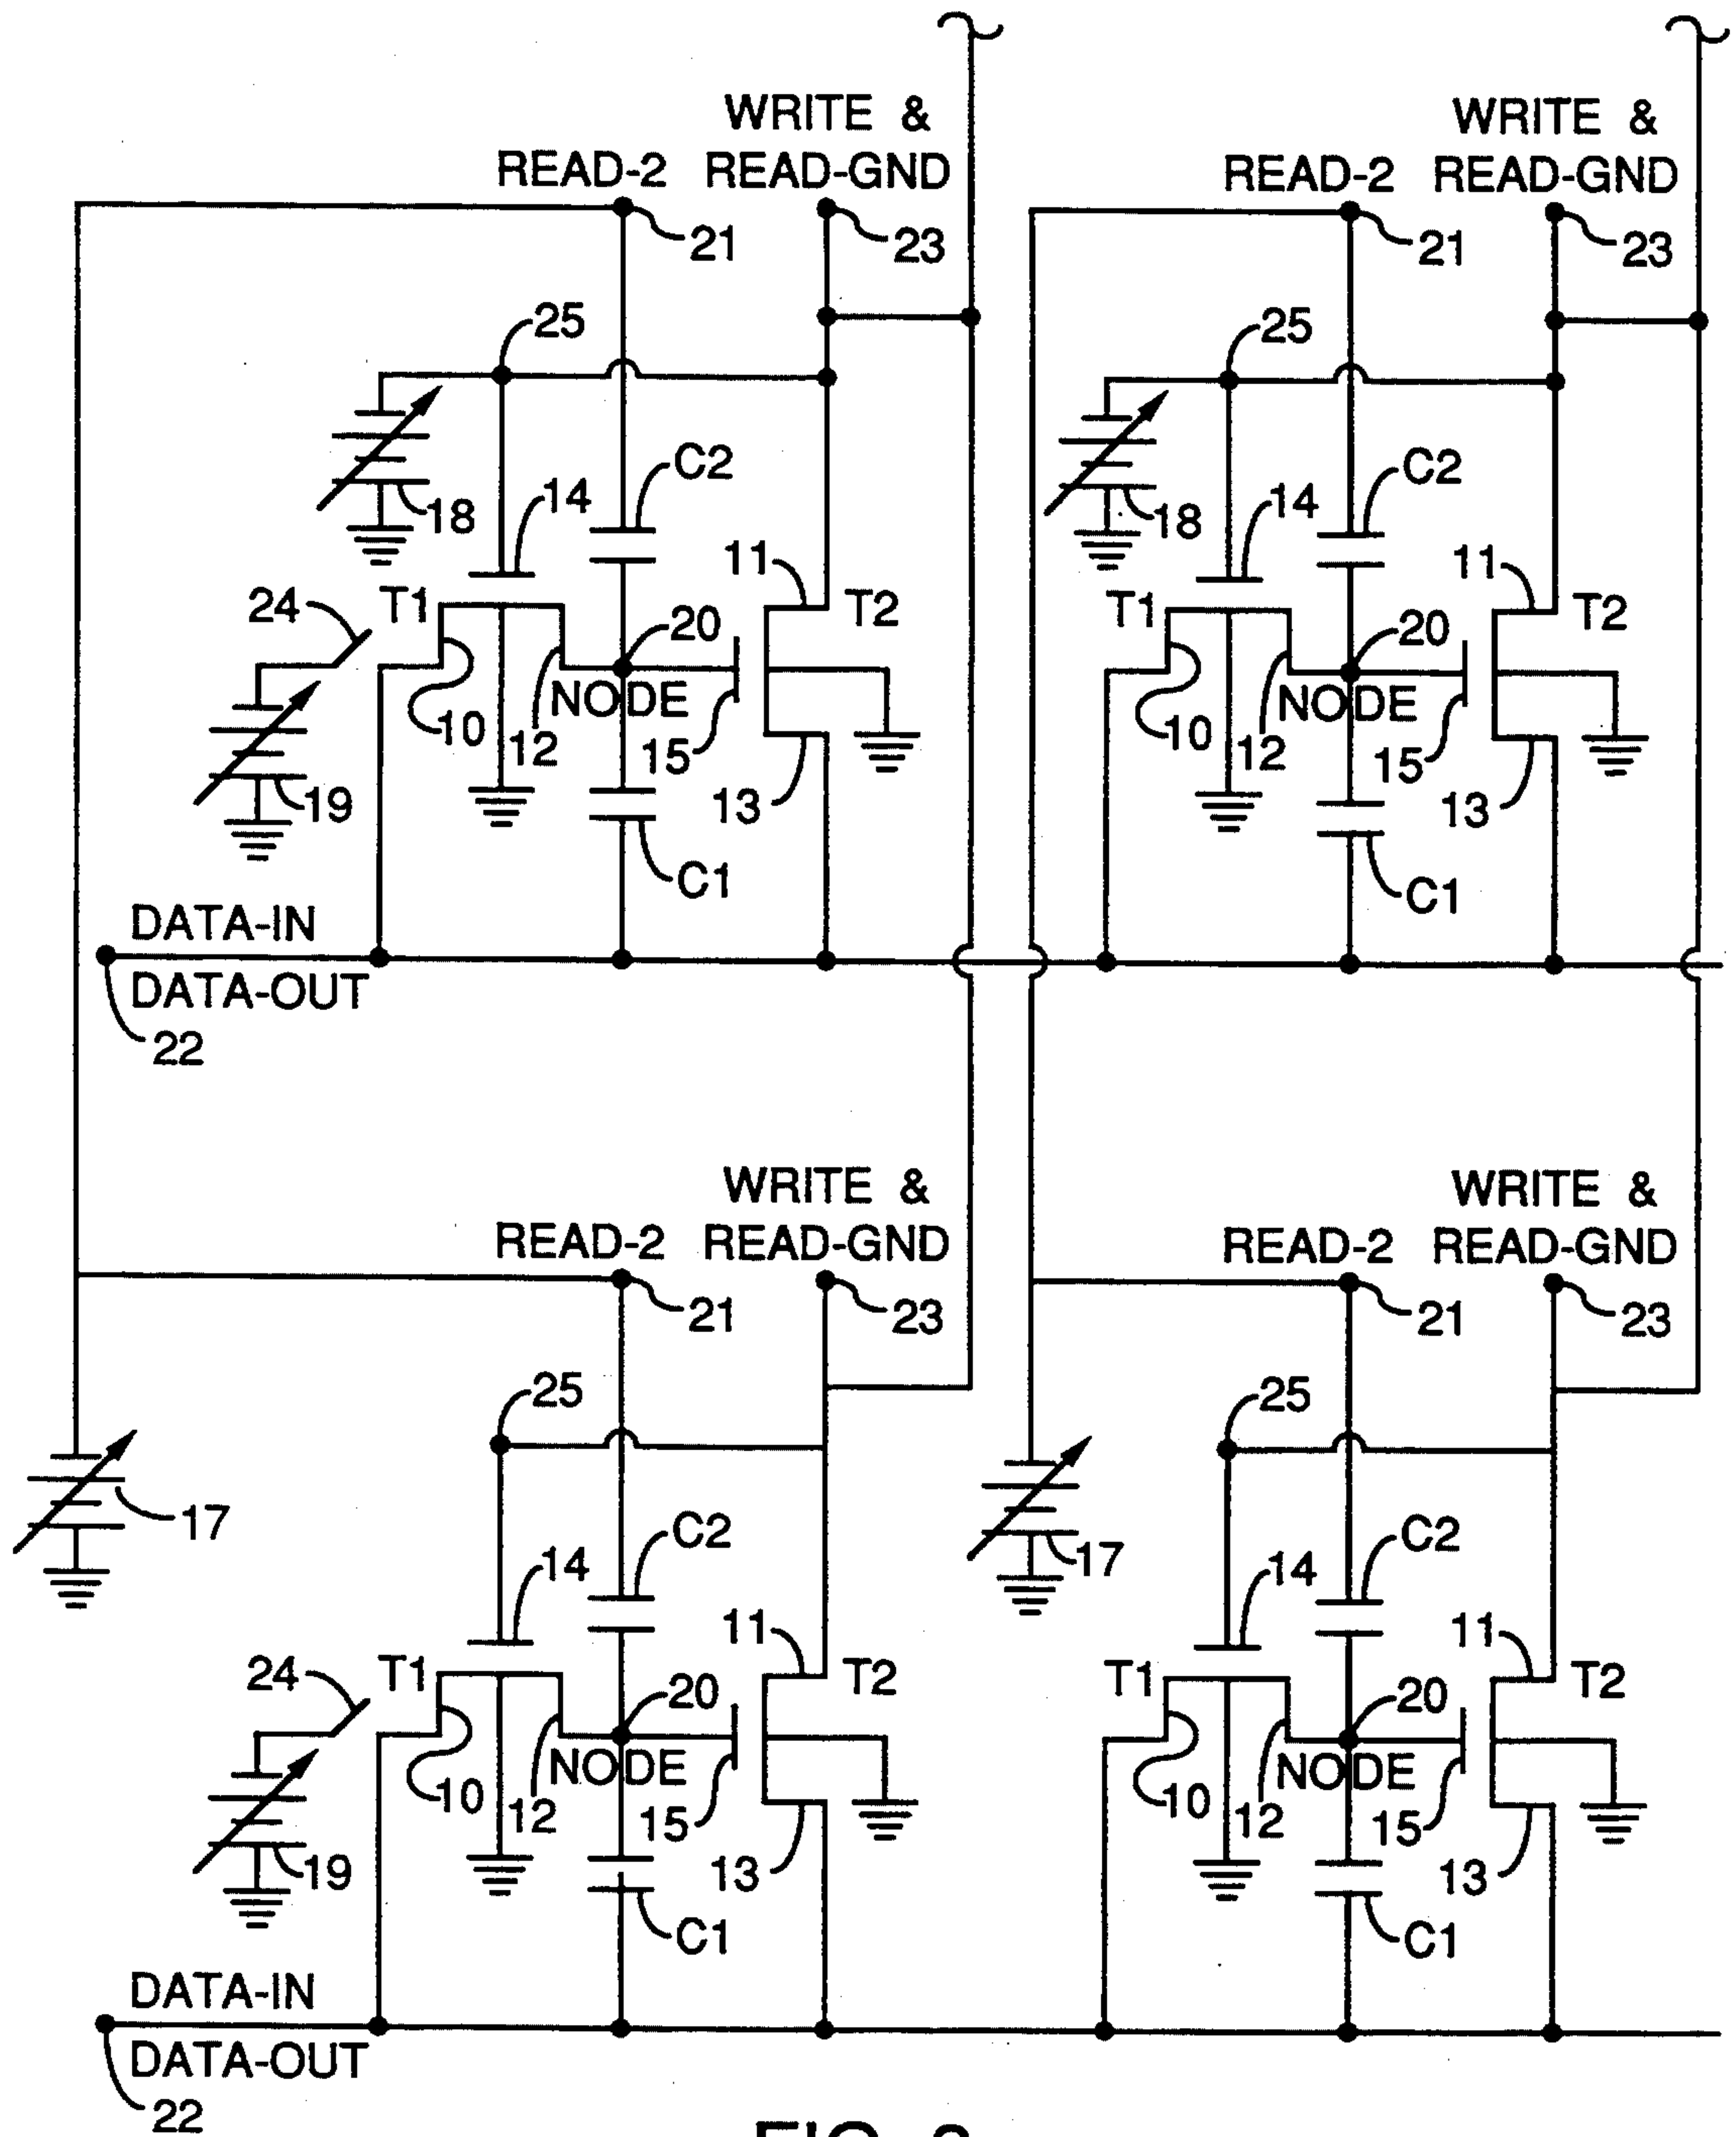 WRITE & WRITE &
READ-2 READ-GND READ-2 READ-GND
21 23 21 23
25 25
C2 C2
18 14 18 14
11 11
24 T1 20 T2 T1 20 T2
NODE NODE
10 12 15 10 12 15
19 13 13
C1 C1
DATA-IN
DATA-OUT
22
WRITE & WRITE &
READ-2 READ-GND READ-2 READ-GND
21 23 21 23
25 25
17 C2 17 C2
14 14
11 11
24 T1 20 T2 T1 20 T2
NODE NODE
10 12 15 10 12 15
19 13 13
C1 C1
DATA-IN
DATA-OUT
22